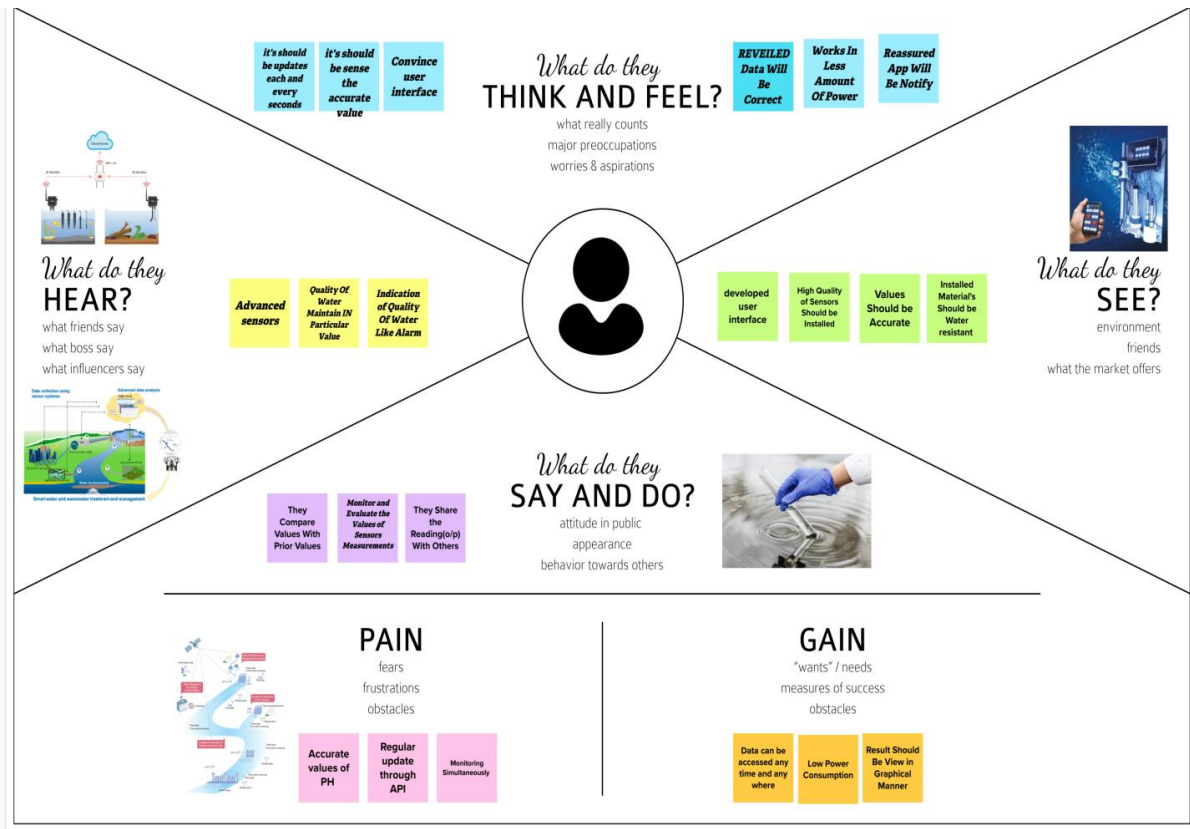 it's should
be updates
each and
every
seconds
it's should
be sense
the
accurate
value
Convince
user
interface
What do they
THINK AND FEEL?
what really counts
major preoccupations
worries & aspirations
REVEILED
Data Will
Be
Correct
Works In
Less
Amount
Of Power
Reassured
App Will
Be Notify
What do they
HEAR?
what friends say
what boss say
what influencers say
Advanced
sensors
Quality Of
Water
Maintain IN
Particular
Value
Indication
of Quality
Of Water
Like Alarm
developed
user
interface
High Quality
of Sensors
Should be
Installed
Values
Should be
Accurate
Installed
Material's
Should be
Water
resistant
What do they
SEE?
environment
friends
what the market offers
Data collection using
sensor systems
Advanced data analysis
Smart water and wastewater treatment and management
What do they
SAY AND DO?
attitude in public
appearance
behavior towards others
They
Compare
Values With
Prior Values
Monitor and
Evaluate the
Values of
Sensors
Measurements
They Share
the
Reading(o/p)
With Others
PAIN
fears
frustrations
obstacles
Accurate
values of
PH
Regular
update
through
API
Monitoring
Simultaneously
GAIN
"wants" / needs
measures of success
obstacles
Data can be
accessed any
time and any
where
Low Power
Consumption
Result Should
Be View in
Graphical
Manner